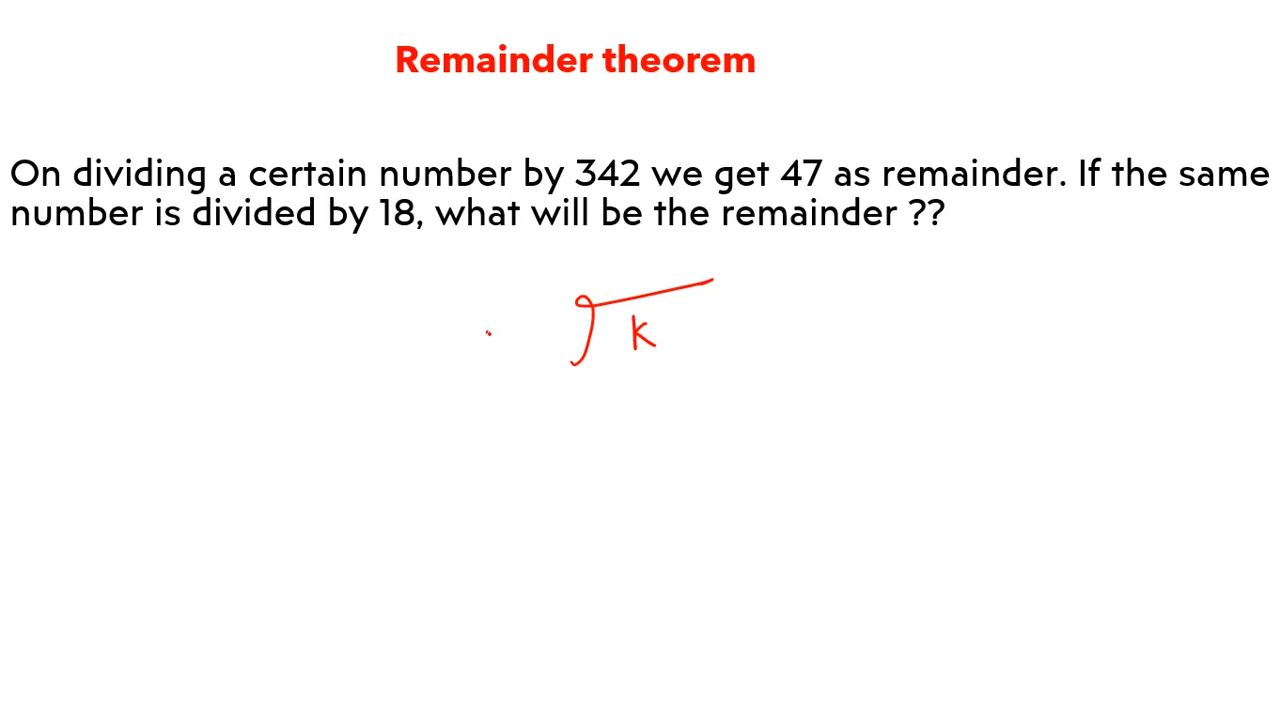 Remainder theorem
On dividing a certain number by 342 we get 47 as remainder. If the same
number is divided by 18, what will be the remainder ??
k